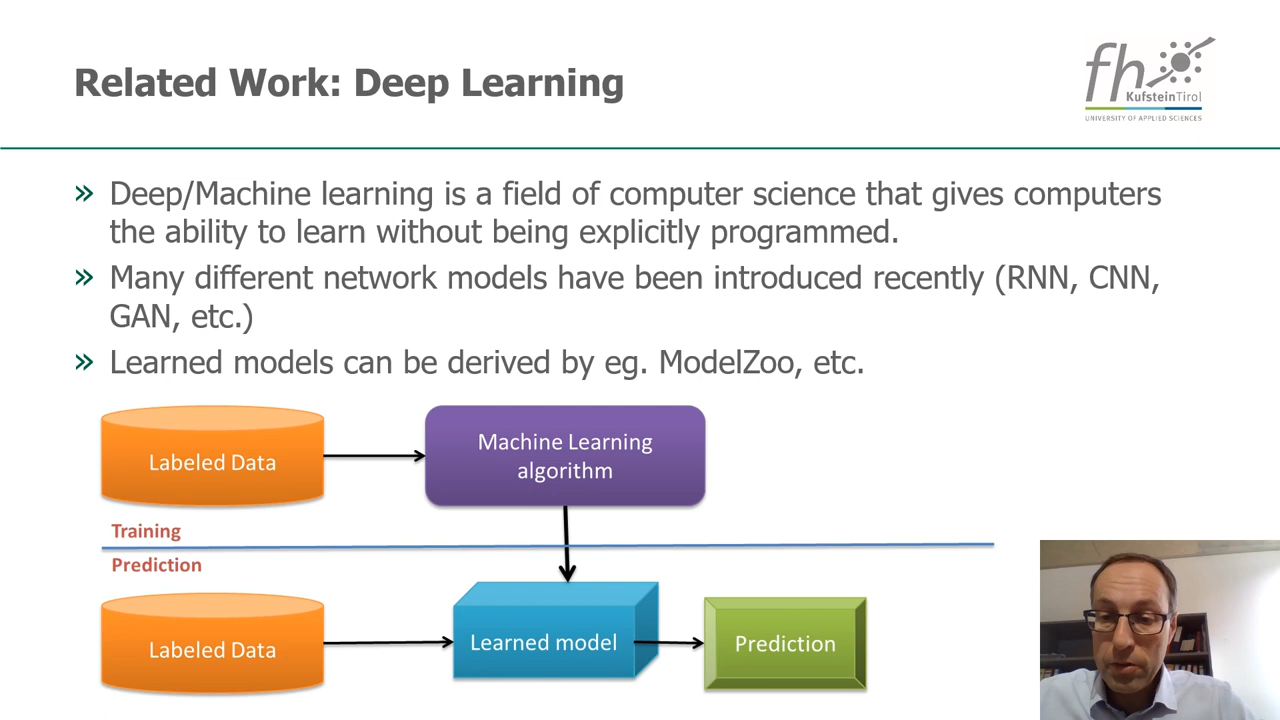 Related Work: Deep Learning
fh
KufsteinTirol
UNIVERSITY OF APPLIED SCIENCES
» Deep/Machine learning is a field of computer science that gives computers
the ability to learn without being explicitly programmed.
» Many different network models have been introduced recently (RNN, CNN,
GAN, etc.)
» Learned models can be derived by eg. ModelZoo, etc.
Labeled Data
Machine Learning
algorithm
Training
Prediction
Labeled Data
Learned model
Prediction